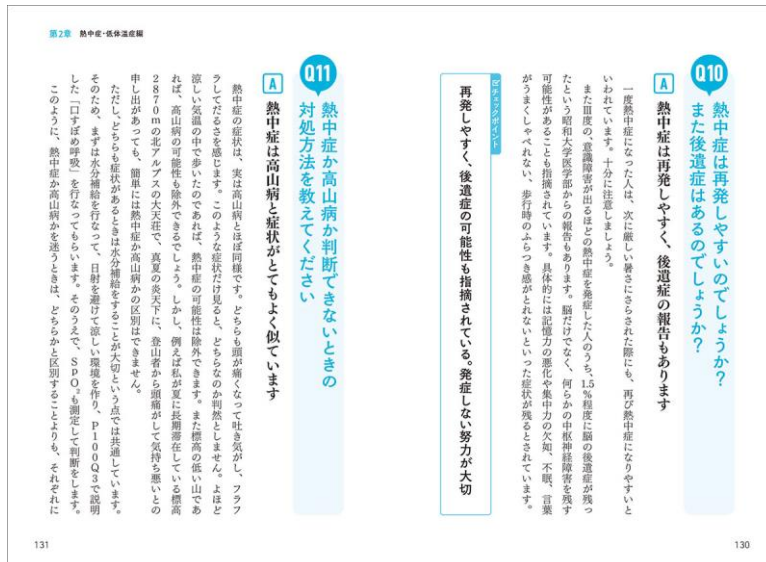 Q10
熱中症は再発しやすいのでしょうか？
また後遺症はあるのでしょうか？
A 熱中症は再発しやすく、後遺症の報告もあります
一度熱中症になった人は、次に厳しい暑さにさらされた際にも、再び熱中症になりやすいと
いわれています。十分に注意しましょう。
またⅢ度の、意識障害が出るほどの熱中症を発症した人のうち、1.5％程度に脳の後遺症が残っ
たという昭和大学医学部からの報告もあります。脳だけでなく、何らかの中枢神経障害を残す
可能性があることも指摘されています。具体的には記憶力の悪化や集中力の欠如、不眠、言葉
がうまくしゃべれない、歩行時のふらつき感がとれないといった症状が残るとされています。
チェックポイント
再発しやすく、後遺症の可能性も指摘されている。発症しない努力が大切
130
第2章 熱中症・低体温症編
Q11
熱中症か高山病か判断できないときの
対処方法を教えてください
A 熱中症は高山病と症状がとてもよく似ています
熱中症の症状は、実は高山病とほぼ同様です。どちらも頭が痛くなって吐き気がし、フラフ
ラしてだるさを感じます。このような症状だけ見ると、どちらなのか判然としません。よほど
涼しい気温の中で歩いたのであれば、熱中症の可能性は除外できます。また標高の低い山であ
れば、高山病の可能性も除外できるでしょう。しかし、例えば私が夏に長期滞在している標高
2870mの北アルプスの大天荘で、真夏の炎天下に、登山者から頭痛がして気持ち悪いとの
申し出があっても、簡単には熱中症か高山病かの区別はできません。
ただし、どちらも症状があるときは水分補給をすることが大切という点では共通しています。
そのため、まずは水分補給を行なって、日射を避けて涼しい環境を作り、P100Q3で説明
した「口すぼめ呼吸」を行なってもらいます。そのうえで、SpO₂も測定して判断をします。
このように、熱中症か高山病かを迷うときは、どちらかと区別することよりも、それぞれに
131